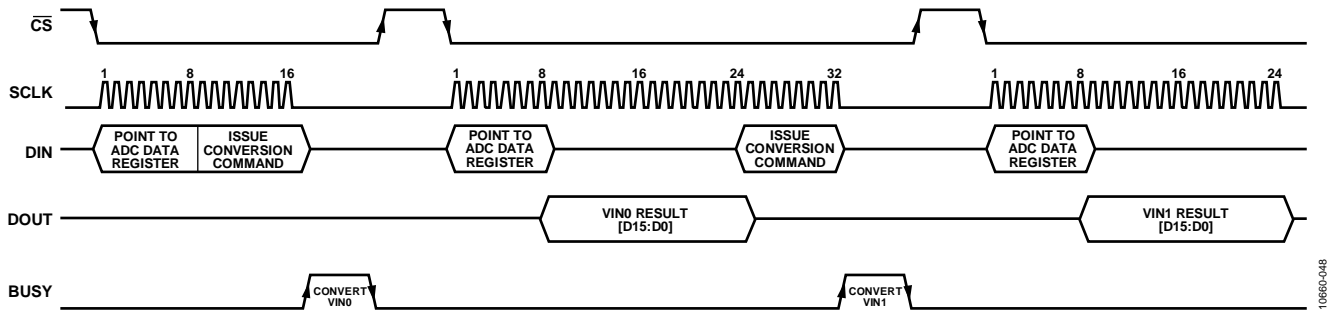 CS
SCLK
1 8 16 1 8 16 24 32 1 8 16 24
DIN
POINT TO
ADC DATA
REGISTER
ISSUE
CONVERSION
COMMAND
POINT TO
ADC DATA
REGISTER
ISSUE
CONVERSION
COMMAND
POINT TO
ADC DATA
REGISTER
DOUT
VIN0 RESULT
[D15:D0]
VIN1 RESULT
[D15:D0]
BUSY
CONVERT
VIN0
CONVERT
VIN1
10660-048